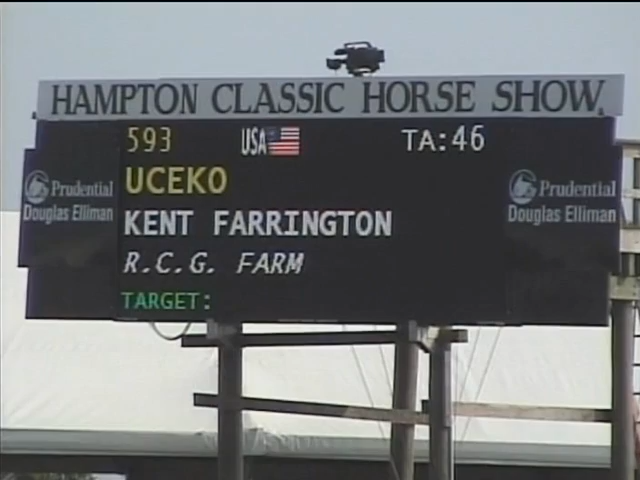 HAMPTON CLASSIC HORSE SHOW
593 USA TA:46
UCEKO
KENT FARRINGTON
R.C.G. FARM
TARGET:
Prudential
Douglas Elliman
Prudential
Douglas Elliman